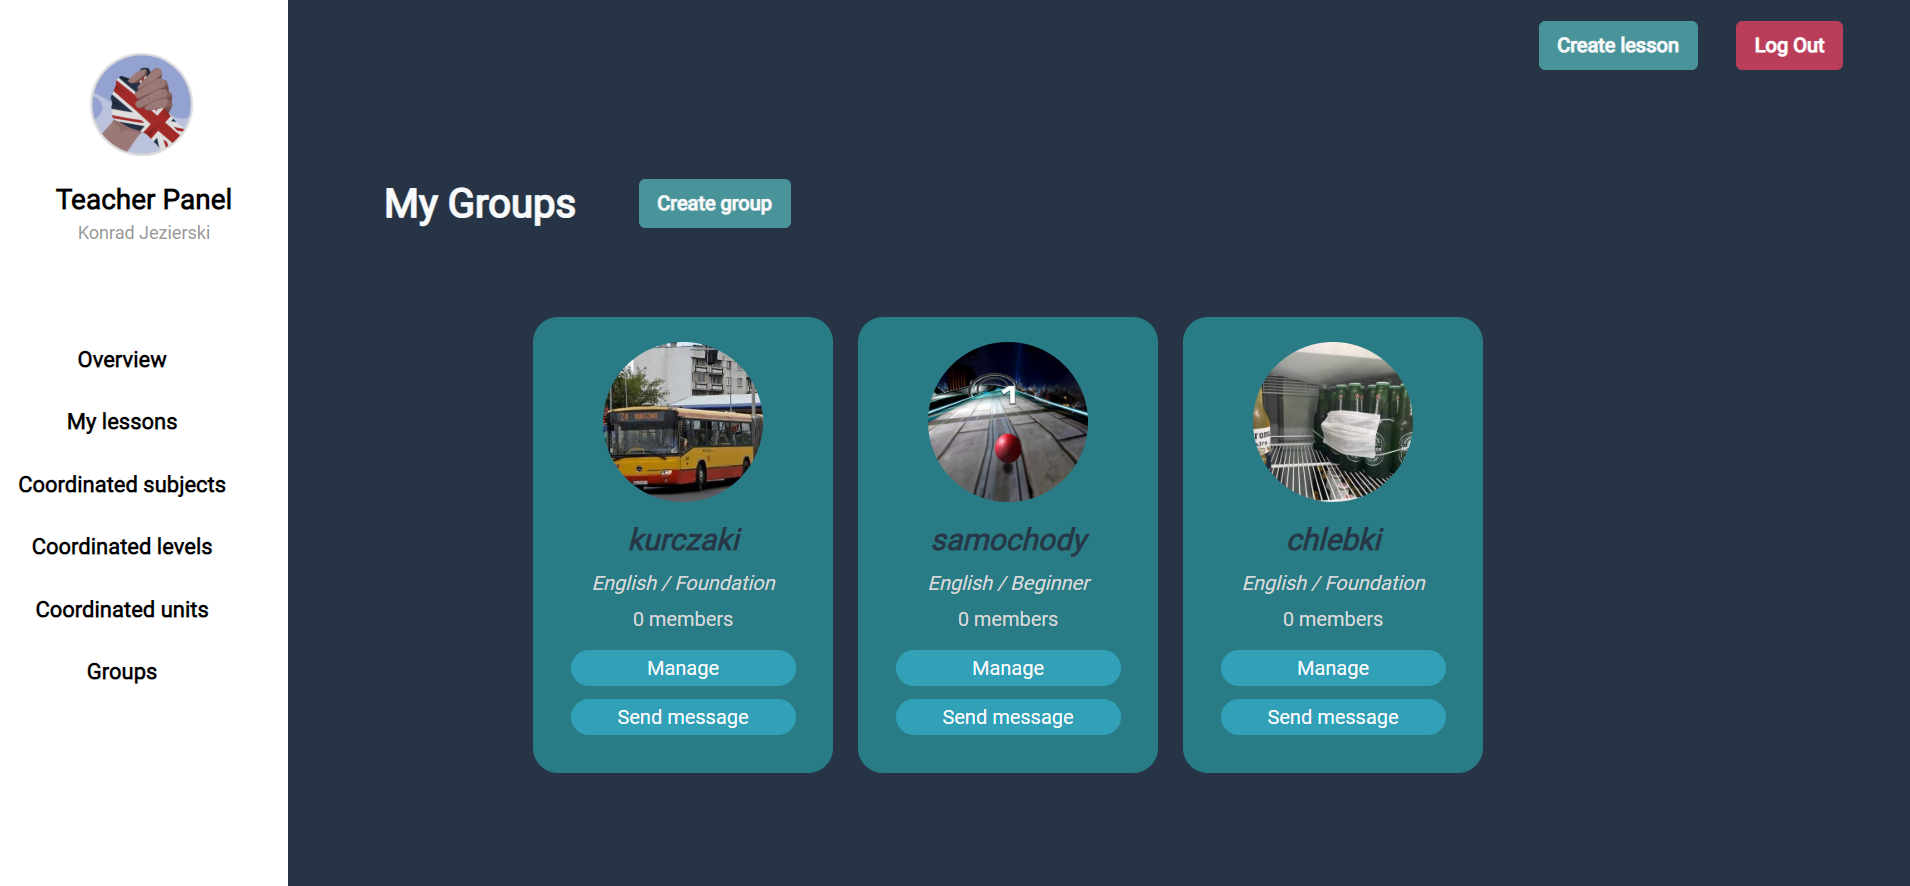 Create lesson
Log Out
Teacher Panel
Konrad Jezierski
Overview
My lessons
Coordinated subjects
Coordinated levels
Coordinated units
Groups
My Groups
Create group
kurczaki
English / Foundation
0 members
Manage
Send message
1
samochody
English / Beginner
0 members
Manage
Send message
chlebki
English / Foundation
0 members
Manage
Send message